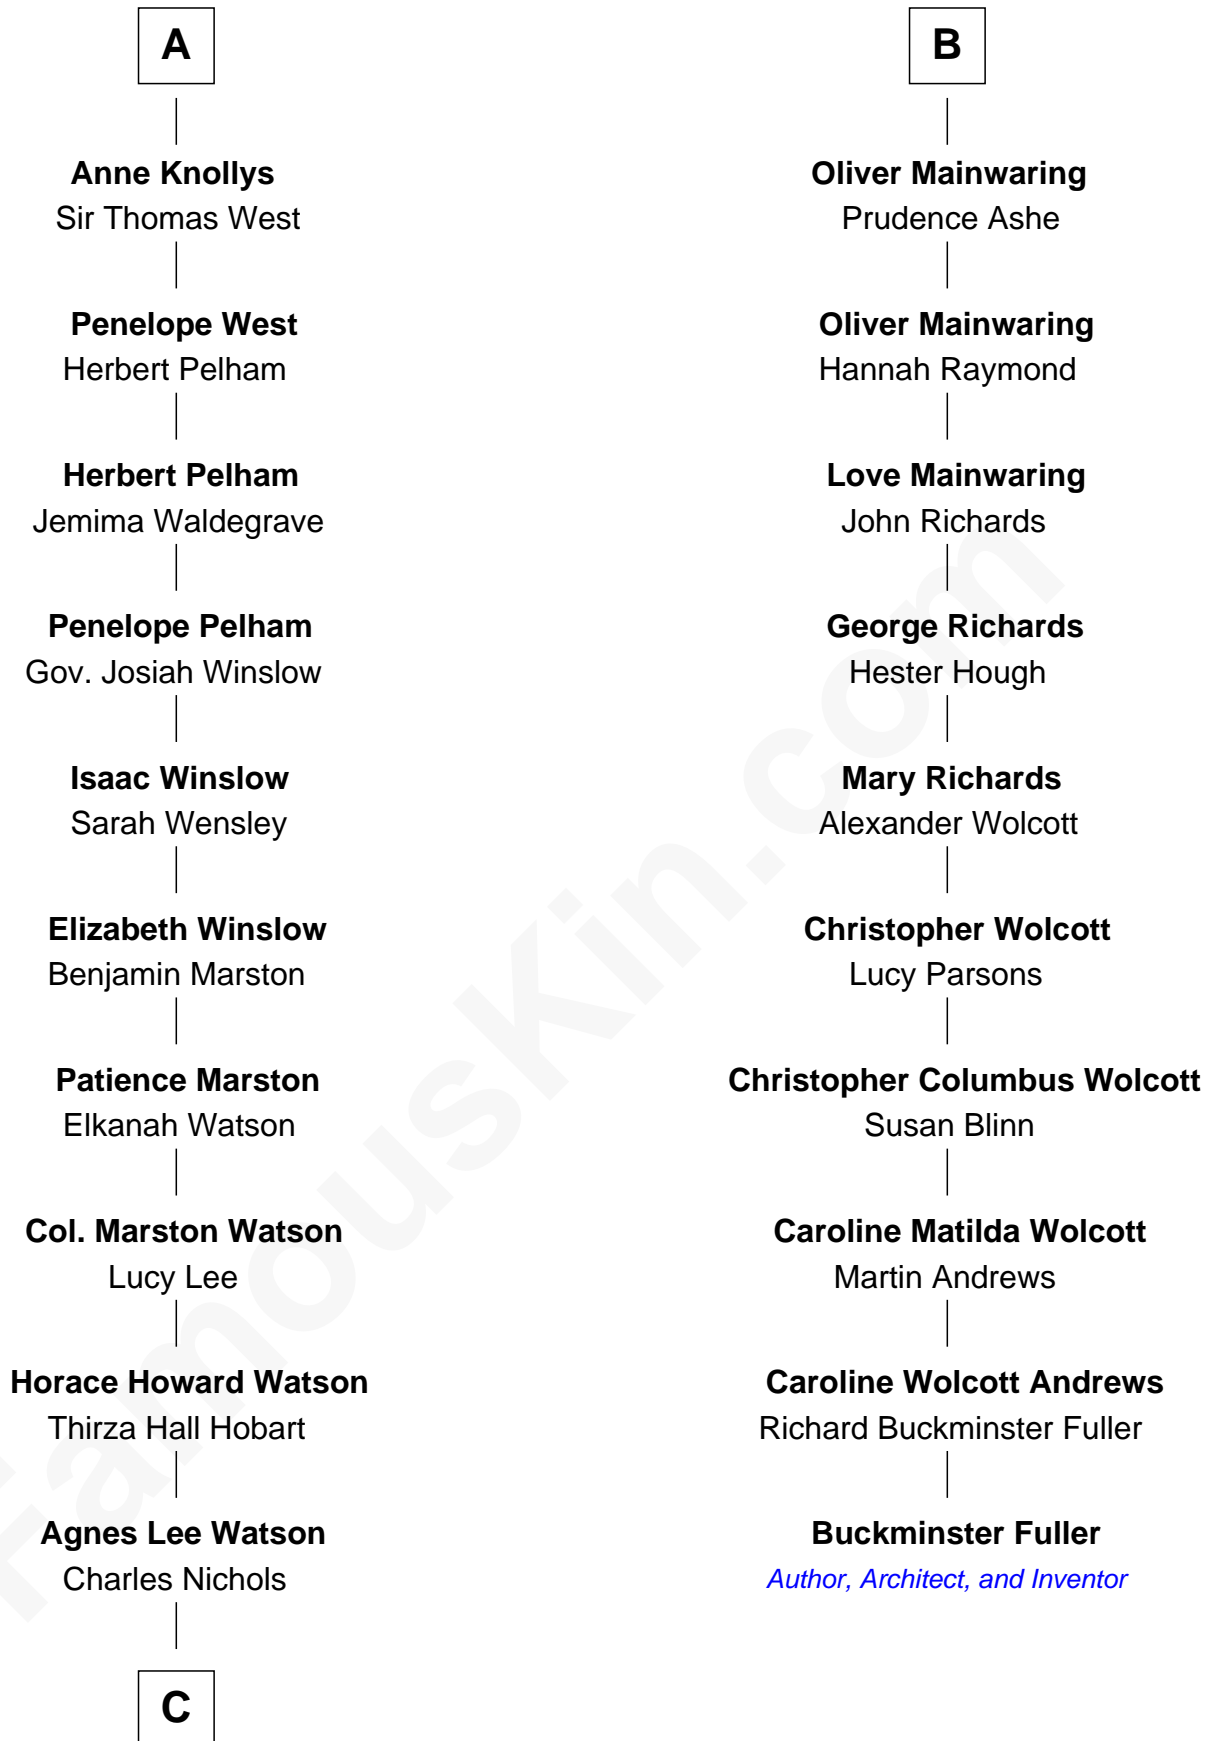 A
Anne Knollys
Sir Thomas West
Penelope West
Herbert Pelham
Herbert Pelham
Jemima Waldegrave
Penelope Pelham
Gov. Josiah Winslow
Isaac Winslow
Sarah Wensley
Elizabeth Winslow
Benjamin Marston
Patience Marston
Elkanah Watson
Col. Marston Watson
Lucy Lee
Horace Howard Watson
Thirza Hall Hobart
Agnes Lee Watson
Charles Nichols
C
B
Oliver Mainwaring
Prudence Ashe
Oliver Mainwaring
Hannah Raymond
Love Mainwaring
John Richards
George Richards
Hester Hough
Mary Richards
Alexander Wolcott
Christopher Wolcott
Lucy Parsons
Christopher Columbus Wolcott
Susan Blinn
Caroline Matilda Wolcott
Martin Andrews
Caroline Wolcott Andrews
Richard Buckminster Fuller
Buckminster Fuller
Author, Architect, and Inventor
FamousKin.com